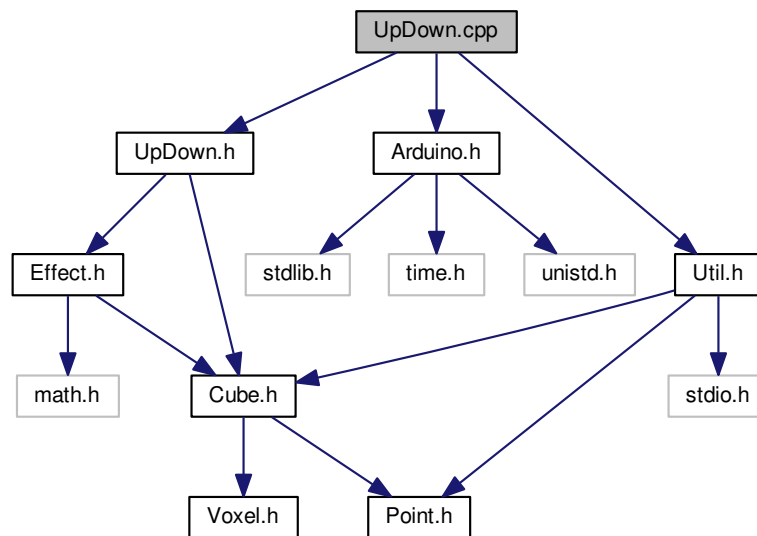 UpDown.cpp
UpDown.h
Arduino.h
Effect.h
stdlib.h
time.h
unistd.h
Util.h
math.h
Cube.h
stdio.h
Voxel.h
Point.h